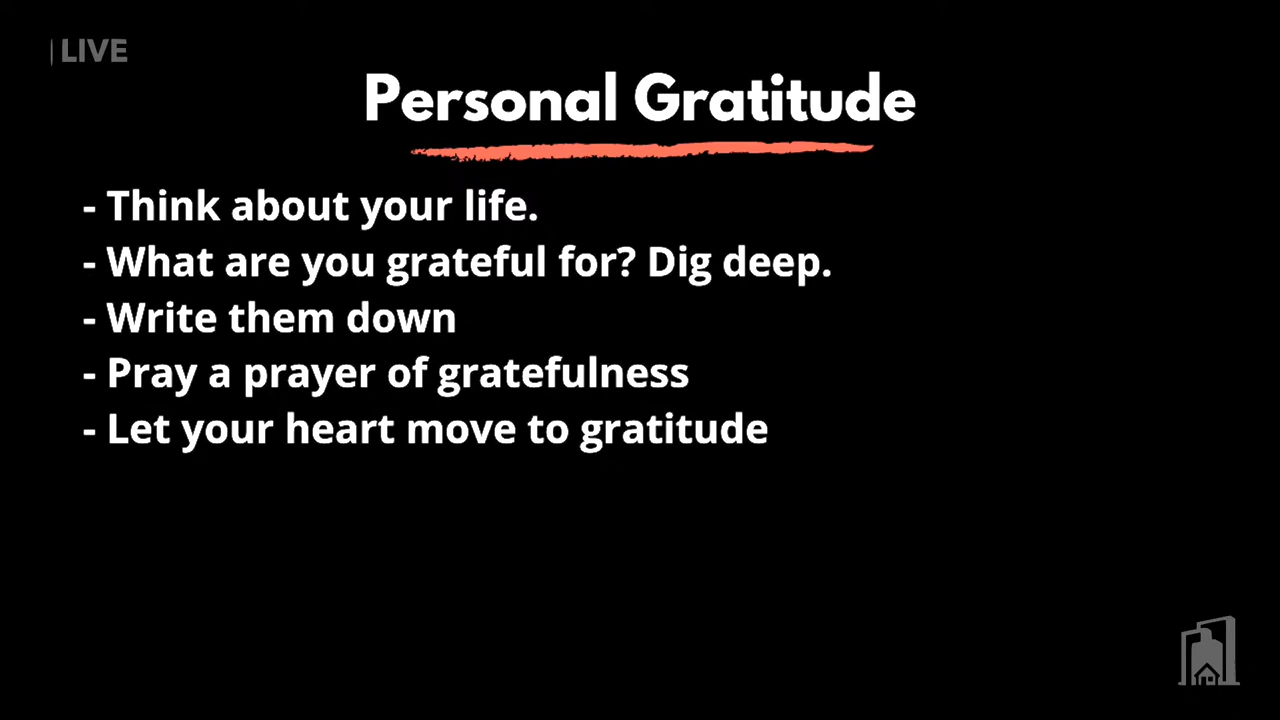 | LIVE
Personal Gratitude
- Think about your life.
- What are you grateful for? Dig deep.
- Write them down
- Pray a prayer of gratefulness
- Let your heart move to gratitude